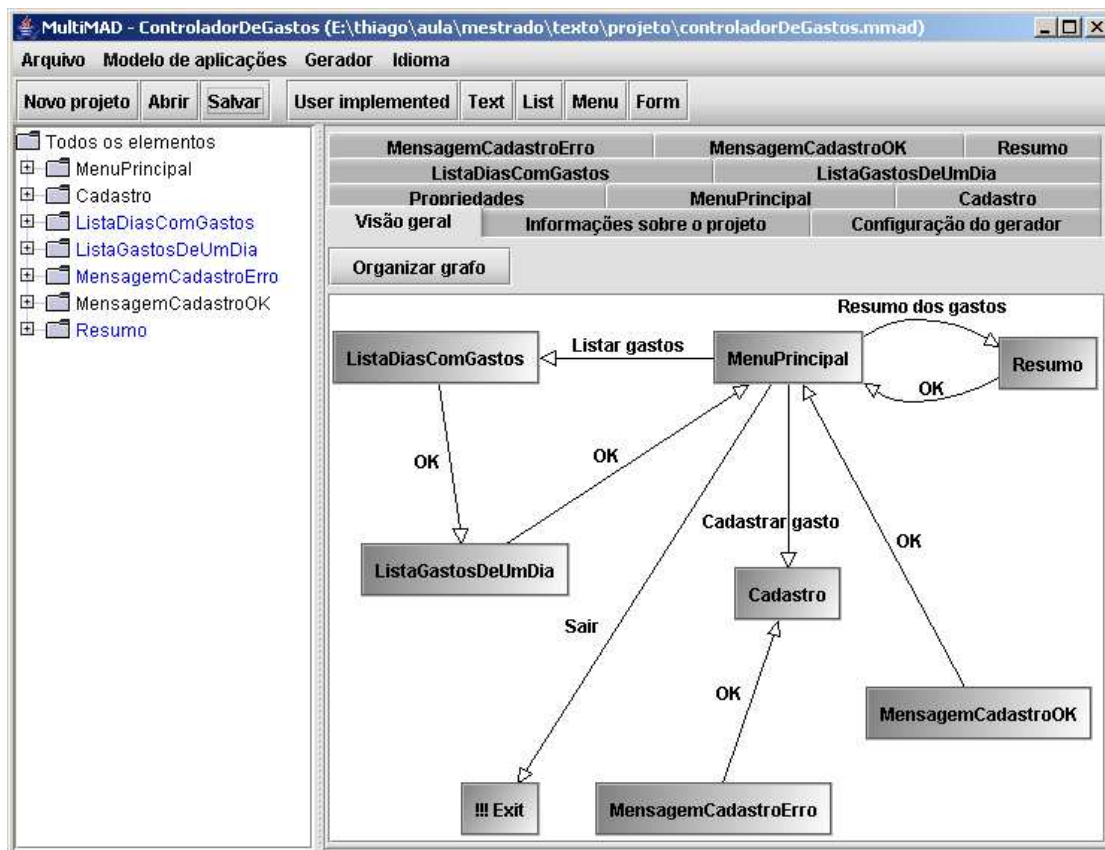 MultiMAD - ControladorDeGastos (E:\thiago\aula\mestrado\texto\projeto\controladorDeGastos.mmad)
Arquivo Modelo de aplicações Gerador Idioma
Novo projeto Abrir Salvar User implemented Text List Menu Form
Todos os elementos
MenuPrincipal
Cadastro
ListaDiasComGastos
ListaGastosDeUmDia
MensagemCadastroErro
MensagemCadastroOK
Resumo
MensagemCadastroErro MensagemCadastroOK Resumo
ListaDiasComGastos ListaGastosDeUmDia
Propriedades MenuPrincipal Cadastro
Visão geral Informações sobre o projeto Configuração do gerador
Organizar grafo
Resumo dos gastos
ListaDiasComGastos Listar gastos MenuPrincipal Resumo
OK
OK OK
Cadastrar gasto OK
ListaGastosDeUmDia
Cadastro
Sair
OK
MensagemCadastroOK
!!! Exit MensagemCadastroErro